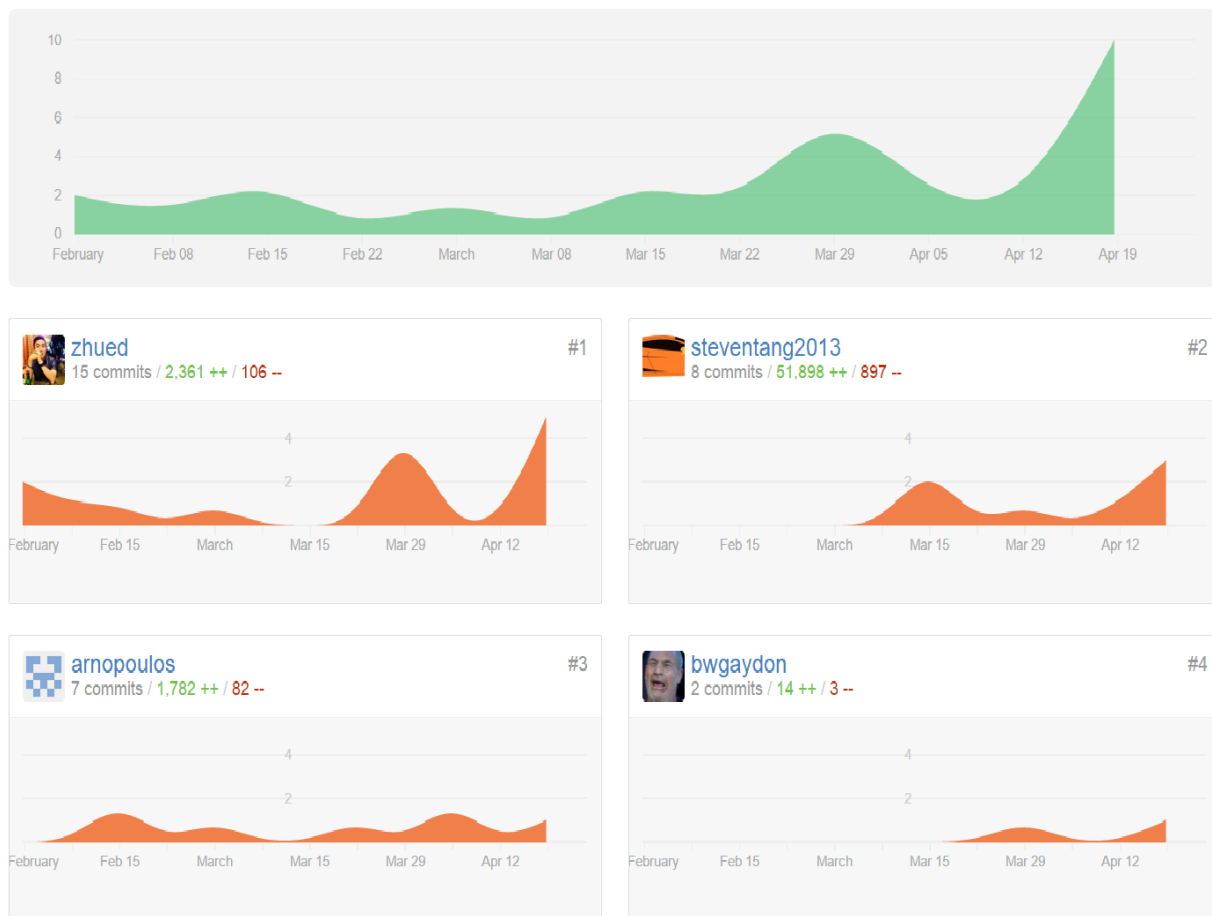 10
8
6
4
2
0
February Feb 08 Feb 15 Feb 22 March Mar 08 Mar 15 Mar 22 Mar 29 Apr 05 Apr 12 Apr 19
zhued #1
15 commits / 2,361 ++ / 106 --
4
2
February Feb 15 March Mar 15 Mar 29 Apr 12
steventang2013 #2
8 commits / 51,898 ++ / 897 --
4
2
February Feb 15 March Mar 15 Mar 29 Apr 12
arnopoulos #3
7 commits / 1,782 ++ / 82 --
4
2
February Feb 15 March Mar 15 Mar 29 Apr 12
bwgaydon #4
2 commits / 14 ++ / 3 --
4
2
February Feb 15 March Mar 15 Mar 29 Apr 12